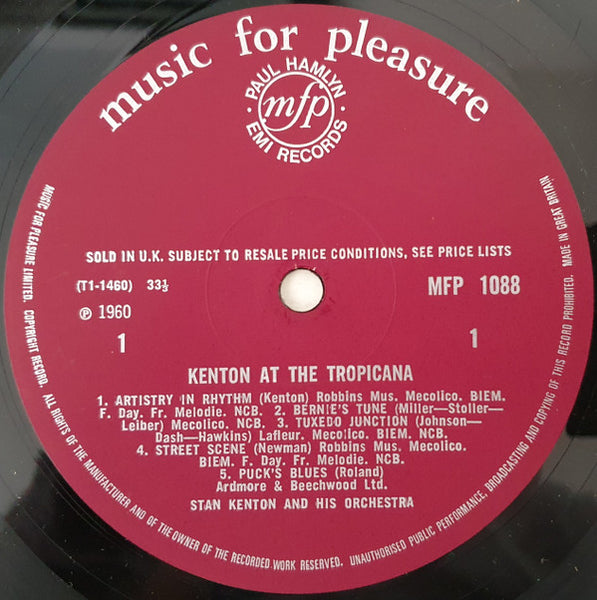 music for pleasure
PAUL HAMLYN
mfp
EMI RECORDS
SOLD IN U.K. SUBJECT TO RESALE PRICE CONDITIONS, SEE PRICE LISTS
(T1-1460) 33⅓
MFP 1088
℗ 1960
1
1
KENTON AT THE TROPICANA
1. ARTISTRY IN RHYTHM (Kenton) Robbins Mus. Mecolico. BIEM.
F. Day. Fr. Melodie. NCB. 2. BERNIE'S TUNE (Miller—Stoller—
Leiber) Mecolico. NCB. 3. TUXEDO JUNCTION (Johnson—
Dash—Hawkins) Lafleur. Mecolico. BIEM. NCB.
4. STREET SCENE (Newman) Robbins Mus. Mecolico.
BIEM. F. Day. Fr. Melodie. NCB.
5. PUCK'S BLUES (Roland)
Ardmore & Beechwood Ltd.
STAN KENTON AND HIS ORCHESTRA
MUSIC FOR PLEASURE LIMITED. COPYRIGHT RECORD. ALL RIGHTS OF THE MANUFACTURER AND OF THE OWNER OF THE RECORDED WORK RESERVED. UNAUTHORISED PUBLIC PERFORMANCE, BROADCASTING AND COPYING OF THIS RECORD PROHIBITED. MADE IN GREAT BRITAIN.